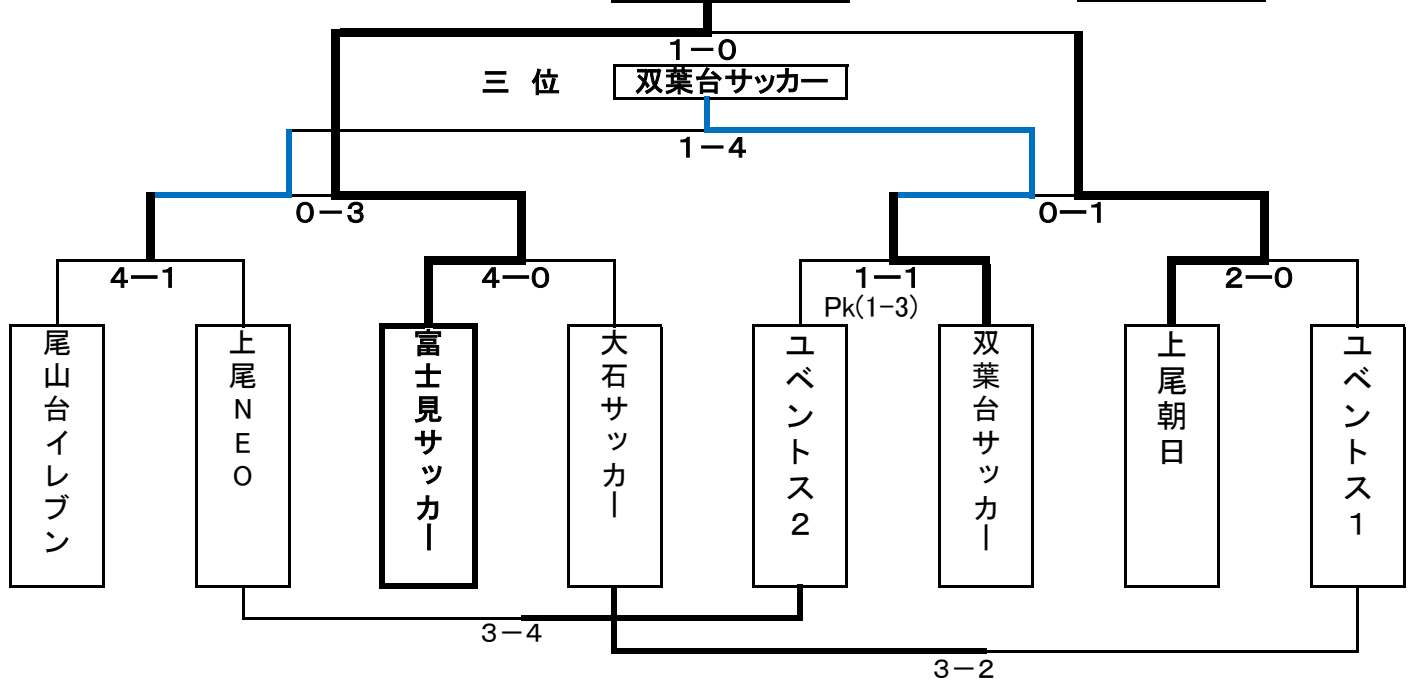 1－0
三　位
双葉台サッカー
1－4
0－3
0－1
4－1
4－0
1－1
Pk(1-3)
2－0
尾山台イレブン
上尾NEO
富士見サッカー
大石サッカー
ユベントス2
双葉台サッカー
上尾朝日
ユベントス1
3－4
3－2